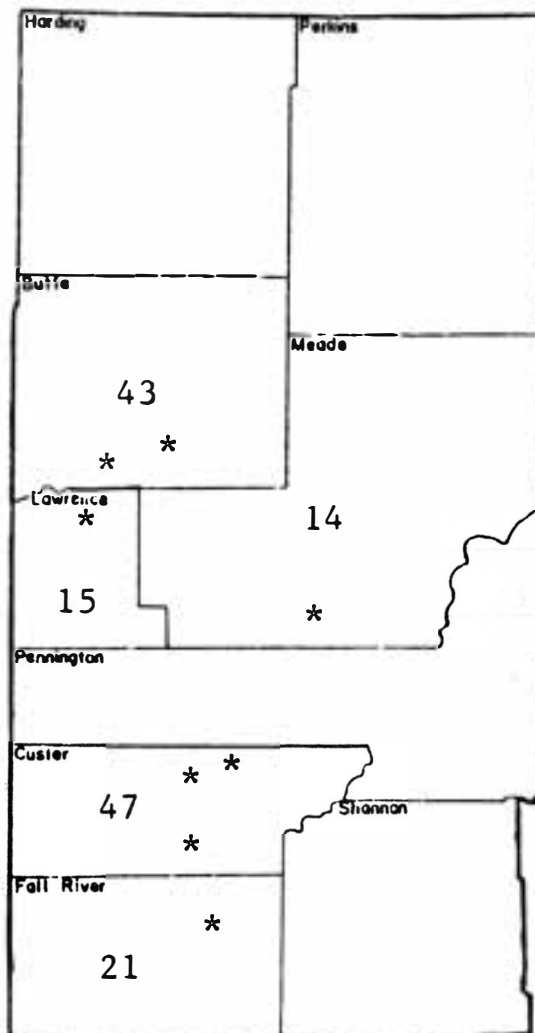 Harding Perkins
Butte
Meade
43
* *
Lawrence
*
14
15
*
Pennington
Custer
* *
47
Shannon
*
Fall River
*
21